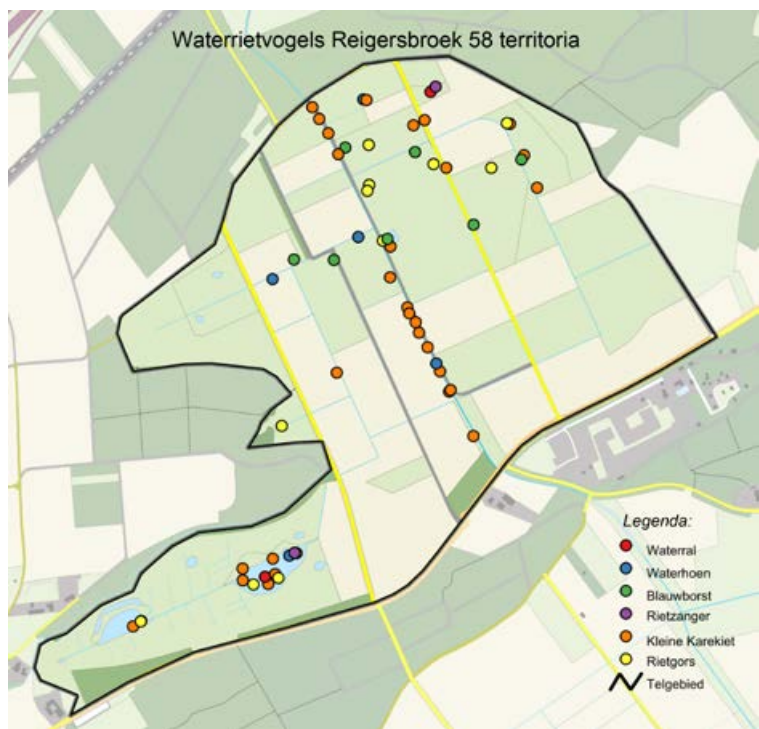 Waterrietvogels Reigersbroek 58 territoria
Legenda:
Waterral
Waterhoen
Blauwborst
Rietzanger
Kleine Karekiet
Rietgors
Telgebied